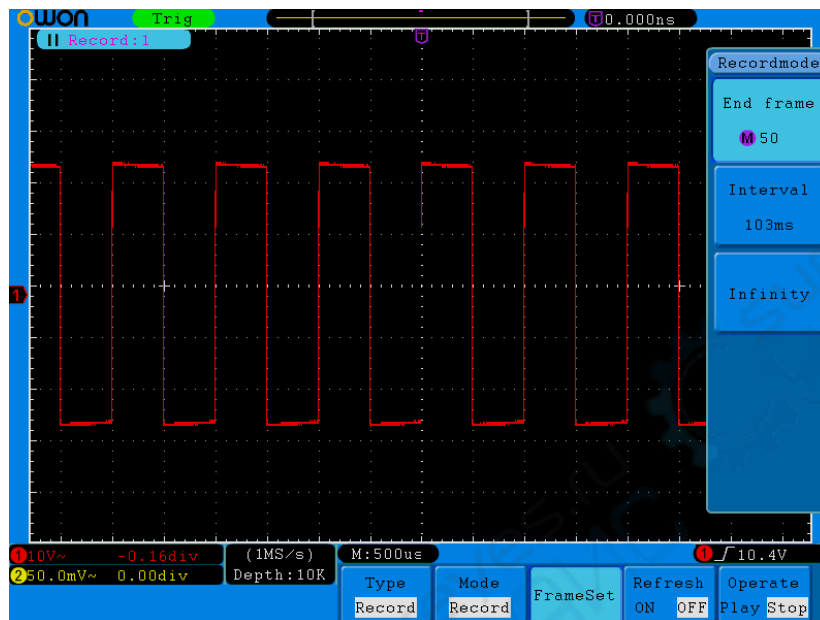 OWON Trig T 0.000ns
Record:1
T
Recordmode
End frame
M 50
Interval
103ms
Infinity
1
1 10V~ -0.16div (1MS/s) M:500us 1 10.4V
2 50.0mV~ 0.00div Depth:10K
Type Mode FrameSet Refresh Operate
Record Record ON OFF Play Stop